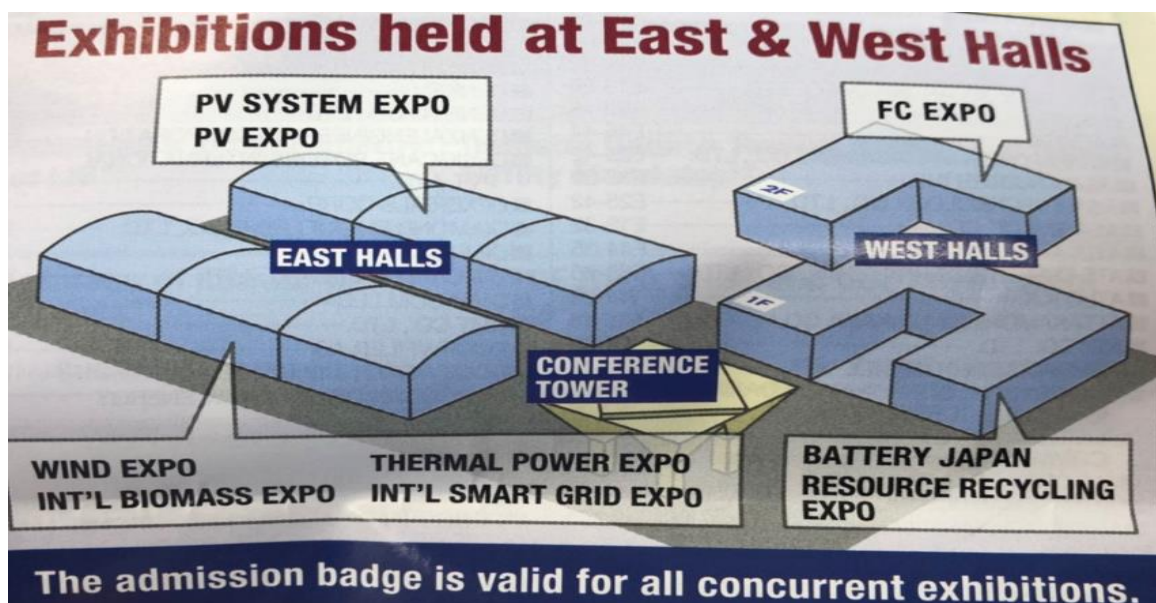 Exhibitions held at East & West Halls
PV SYSTEM EXPO
PV EXPO
FC EXPO
2F
EAST HALLS
WEST HALLS
1F
CONFERENCE
TOWER
WIND EXPO
INT'L BIOMASS EXPO
THERMAL POWER EXPO
INT'L SMART GRID EXPO
BATTERY JAPAN
RESOURCE RECYCLING
EXPO
The admission badge is valid for all concurrent exhibitions.